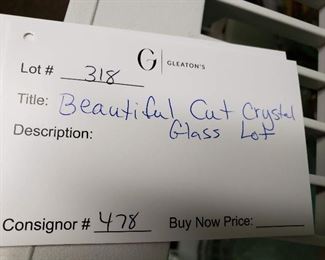 G | GLEATON'S
Lot # 318
Title: Beautiful Cut Crystal
Description: Glass Lot
Consignor # 478 Buy Now Price: